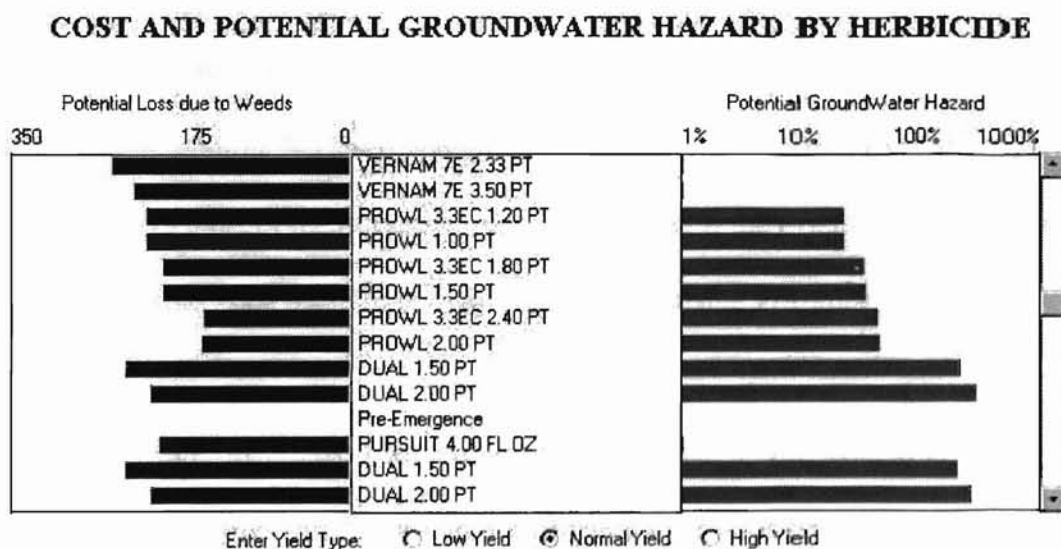 COST AND POTENTIAL GROUNDWATER HAZARD BY HERBICIDE
Potential Loss due to Weeds
Potential GroundWater Hazard
350 175 0
1% 10% 100% 1000%
VERNAM 7E 2.33 PT
VERNAM 7E 3.50 PT
PROWL 3.3EC 1.20 PT
PROWL 1.00 PT
PROWL 3.3EC 1.80 PT
PROWL 1.50 PT
PROWL 3.3EC 2.40 PT
PROWL 2.00 PT
DUAL 1.50 PT
DUAL 2.00 PT
Pre-Emergence
PURSUIT 4.00 FL OZ
DUAL 1.50 PT
DUAL 2.00 PT
Enter Yield Type: Low Yield Normal Yield High Yield